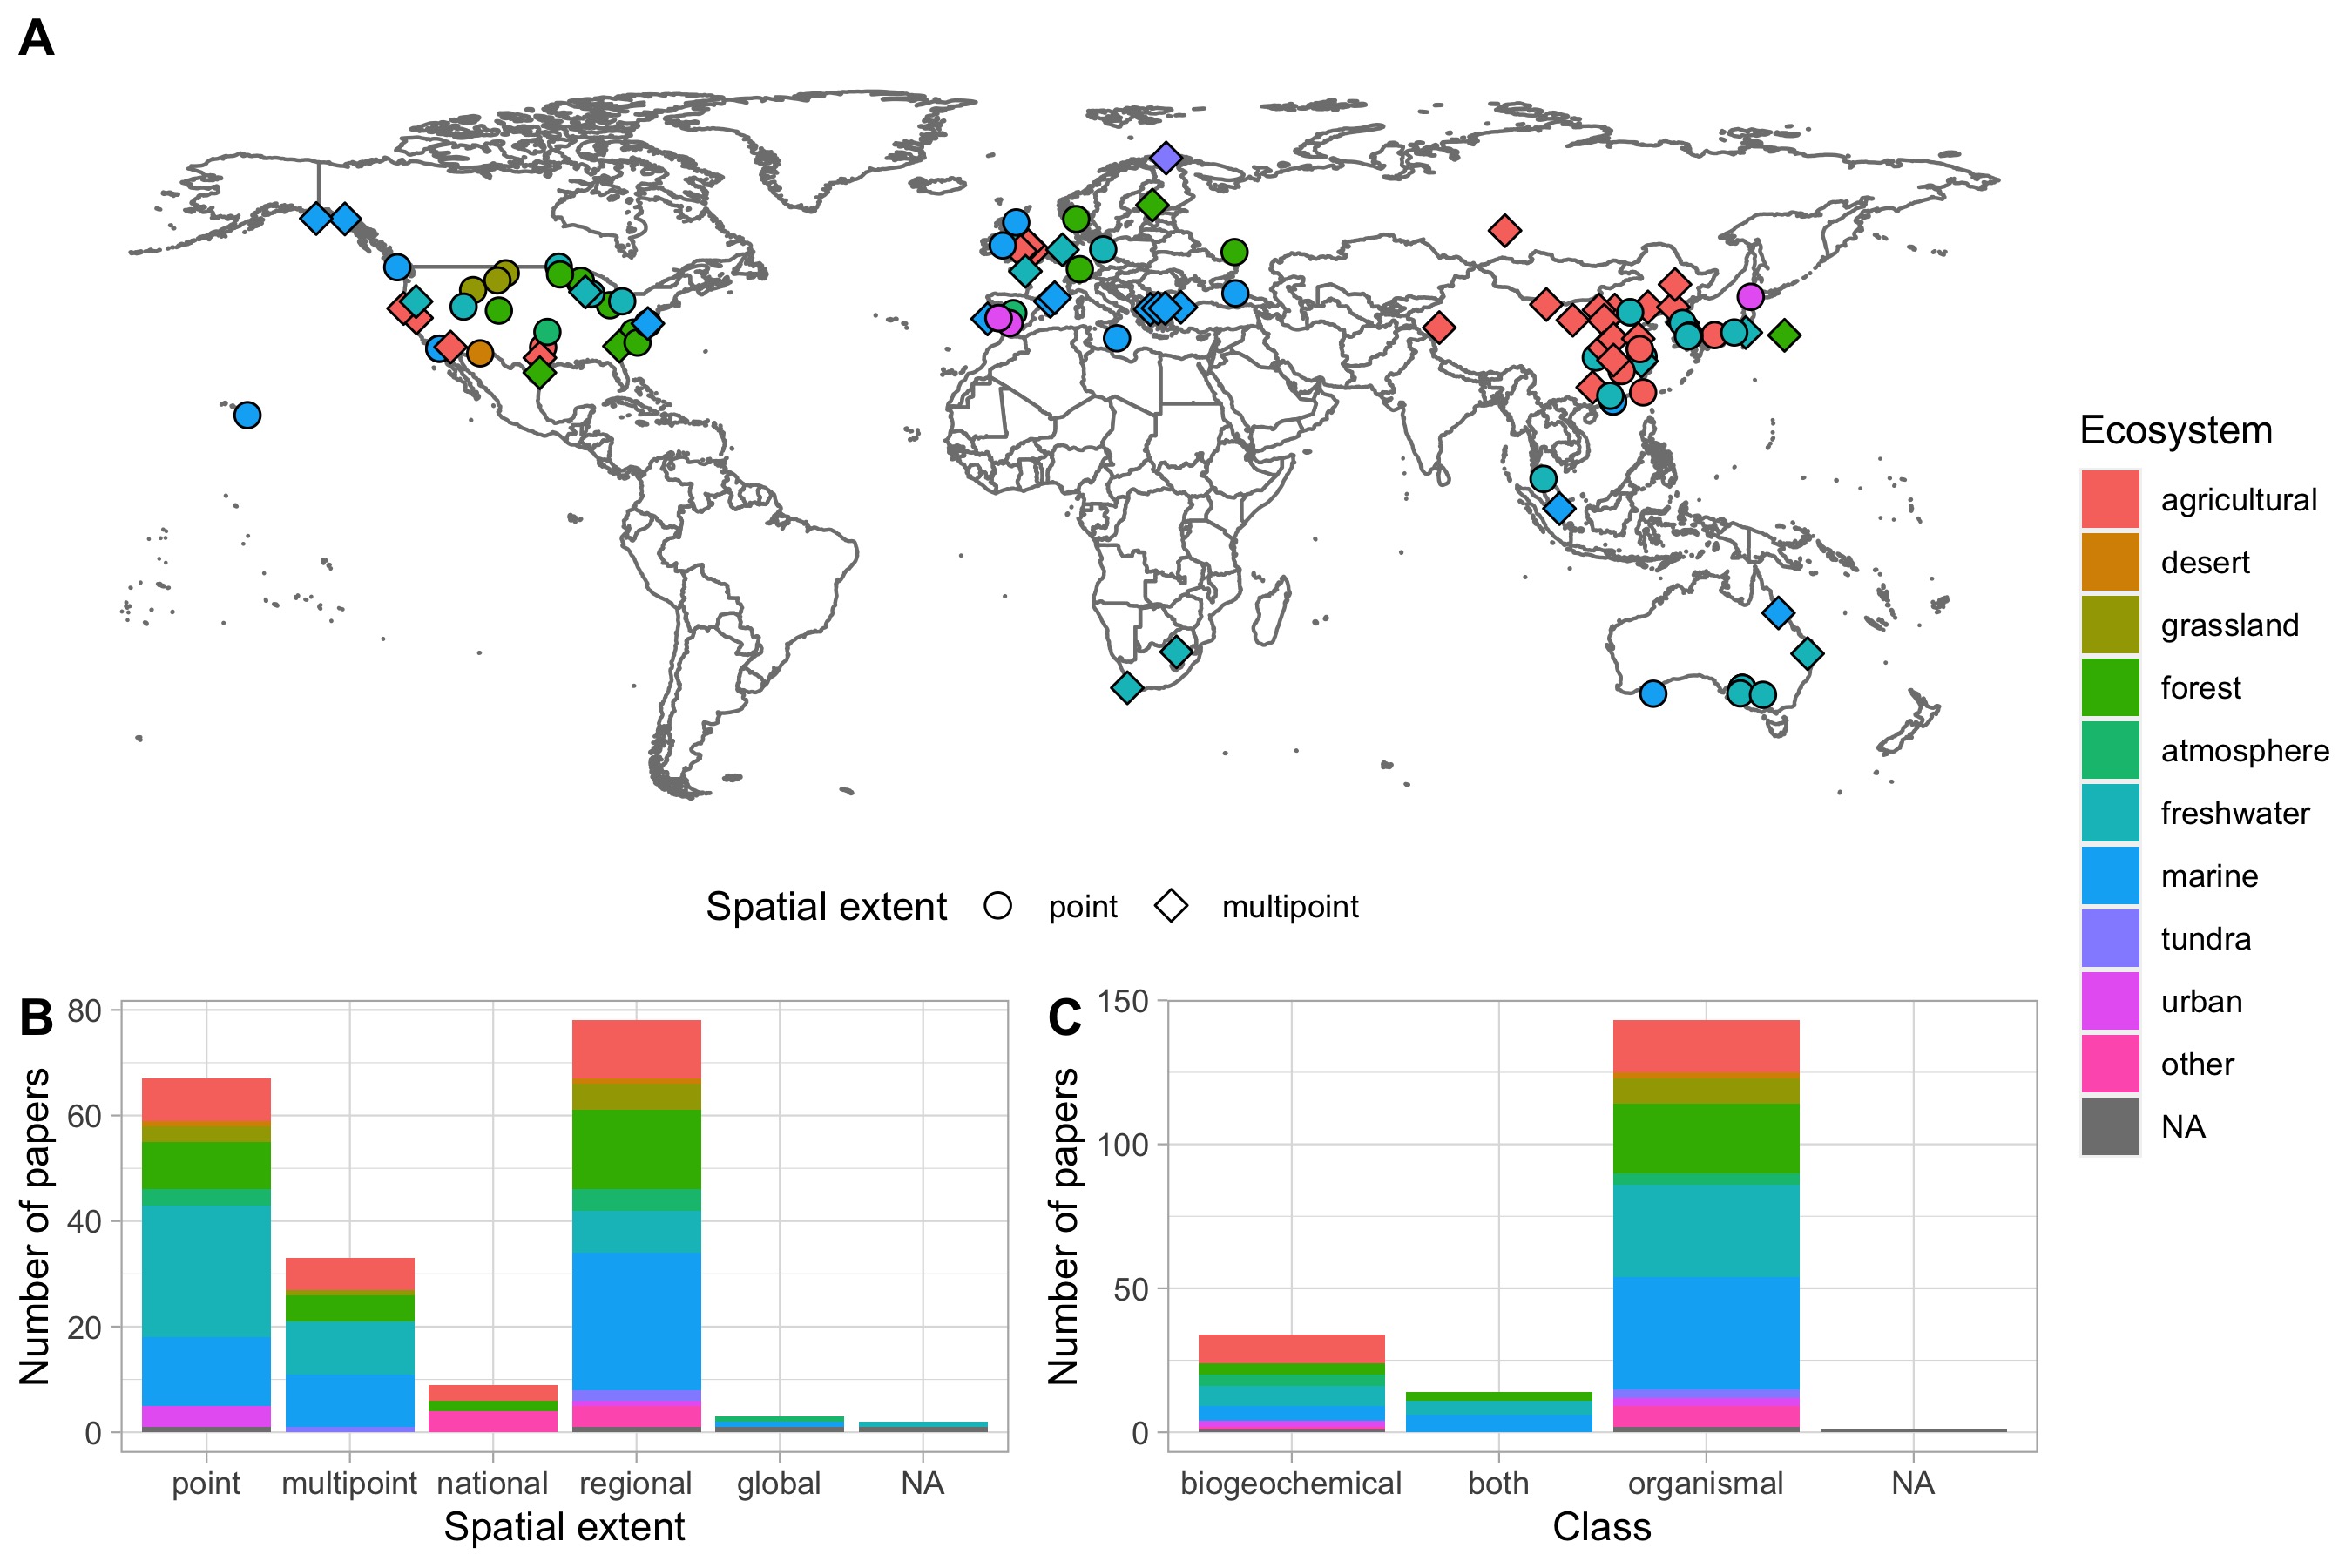 A
Ecosystem
agricultural
desert
grassland
forest
atmosphere
freshwater
marine
tundra
urban
other
NA
Spatial extent point multipoint
B
Number of papers
80
60
40
20
0
point multipoint national regional global NA
Spatial extent
C
Number of papers
150
100
50
0
biogeochemical both organismal NA
Class